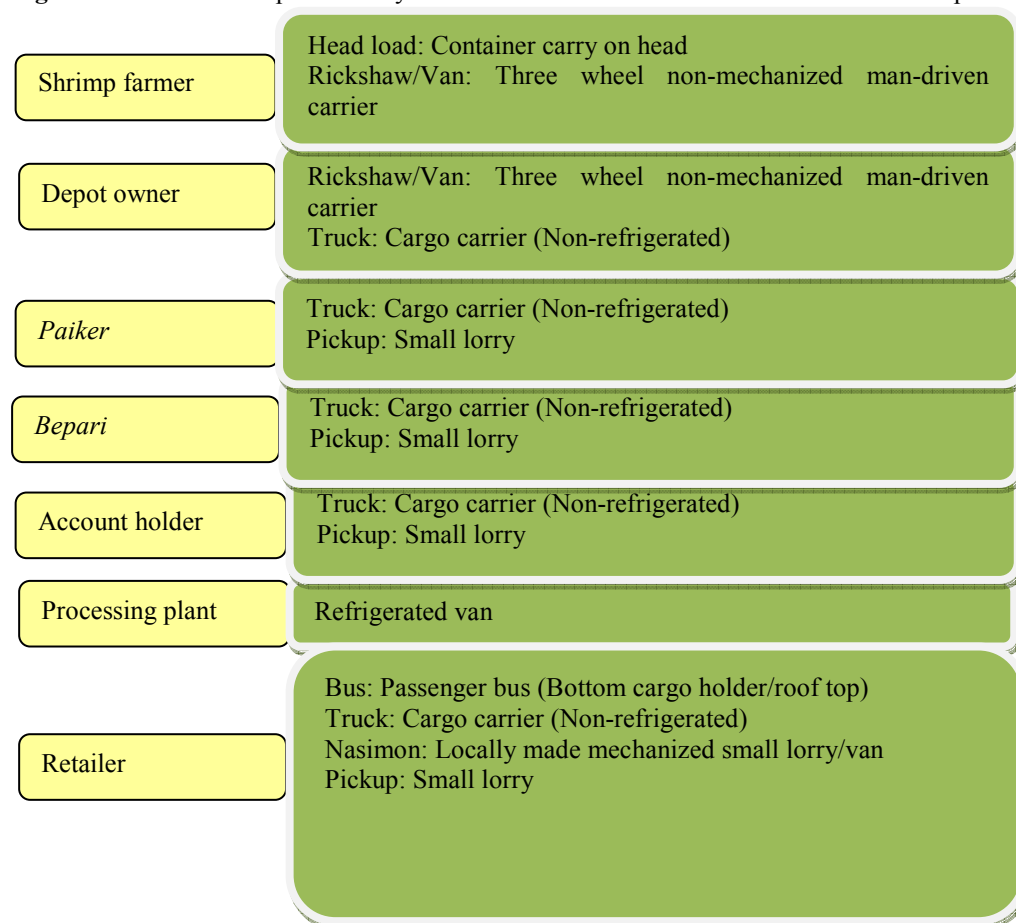 Shrimp farmer
Head load: Container carry on head
Rickshaw/Van: Three wheel non-mechanized man-driven
carrier
Depot owner
Rickshaw/Van: Three wheel non-mechanized man-driven
carrier
Truck: Cargo carrier (Non-refrigerated)
Paiker
Truck: Cargo carrier (Non-refrigerated)
Pickup: Small lorry
Bepari
Truck: Cargo carrier (Non-refrigerated)
Pickup: Small lorry
Account holder
Truck: Cargo carrier (Non-refrigerated)
Pickup: Small lorry
Processing plant
Refrigerated van
Retailer
Bus: Passenger bus (Bottom cargo holder/roof top)
Truck: Cargo carrier (Non-refrigerated)
Nasimon: Locally made mechanized small lorry/van
Pickup: Small lorry